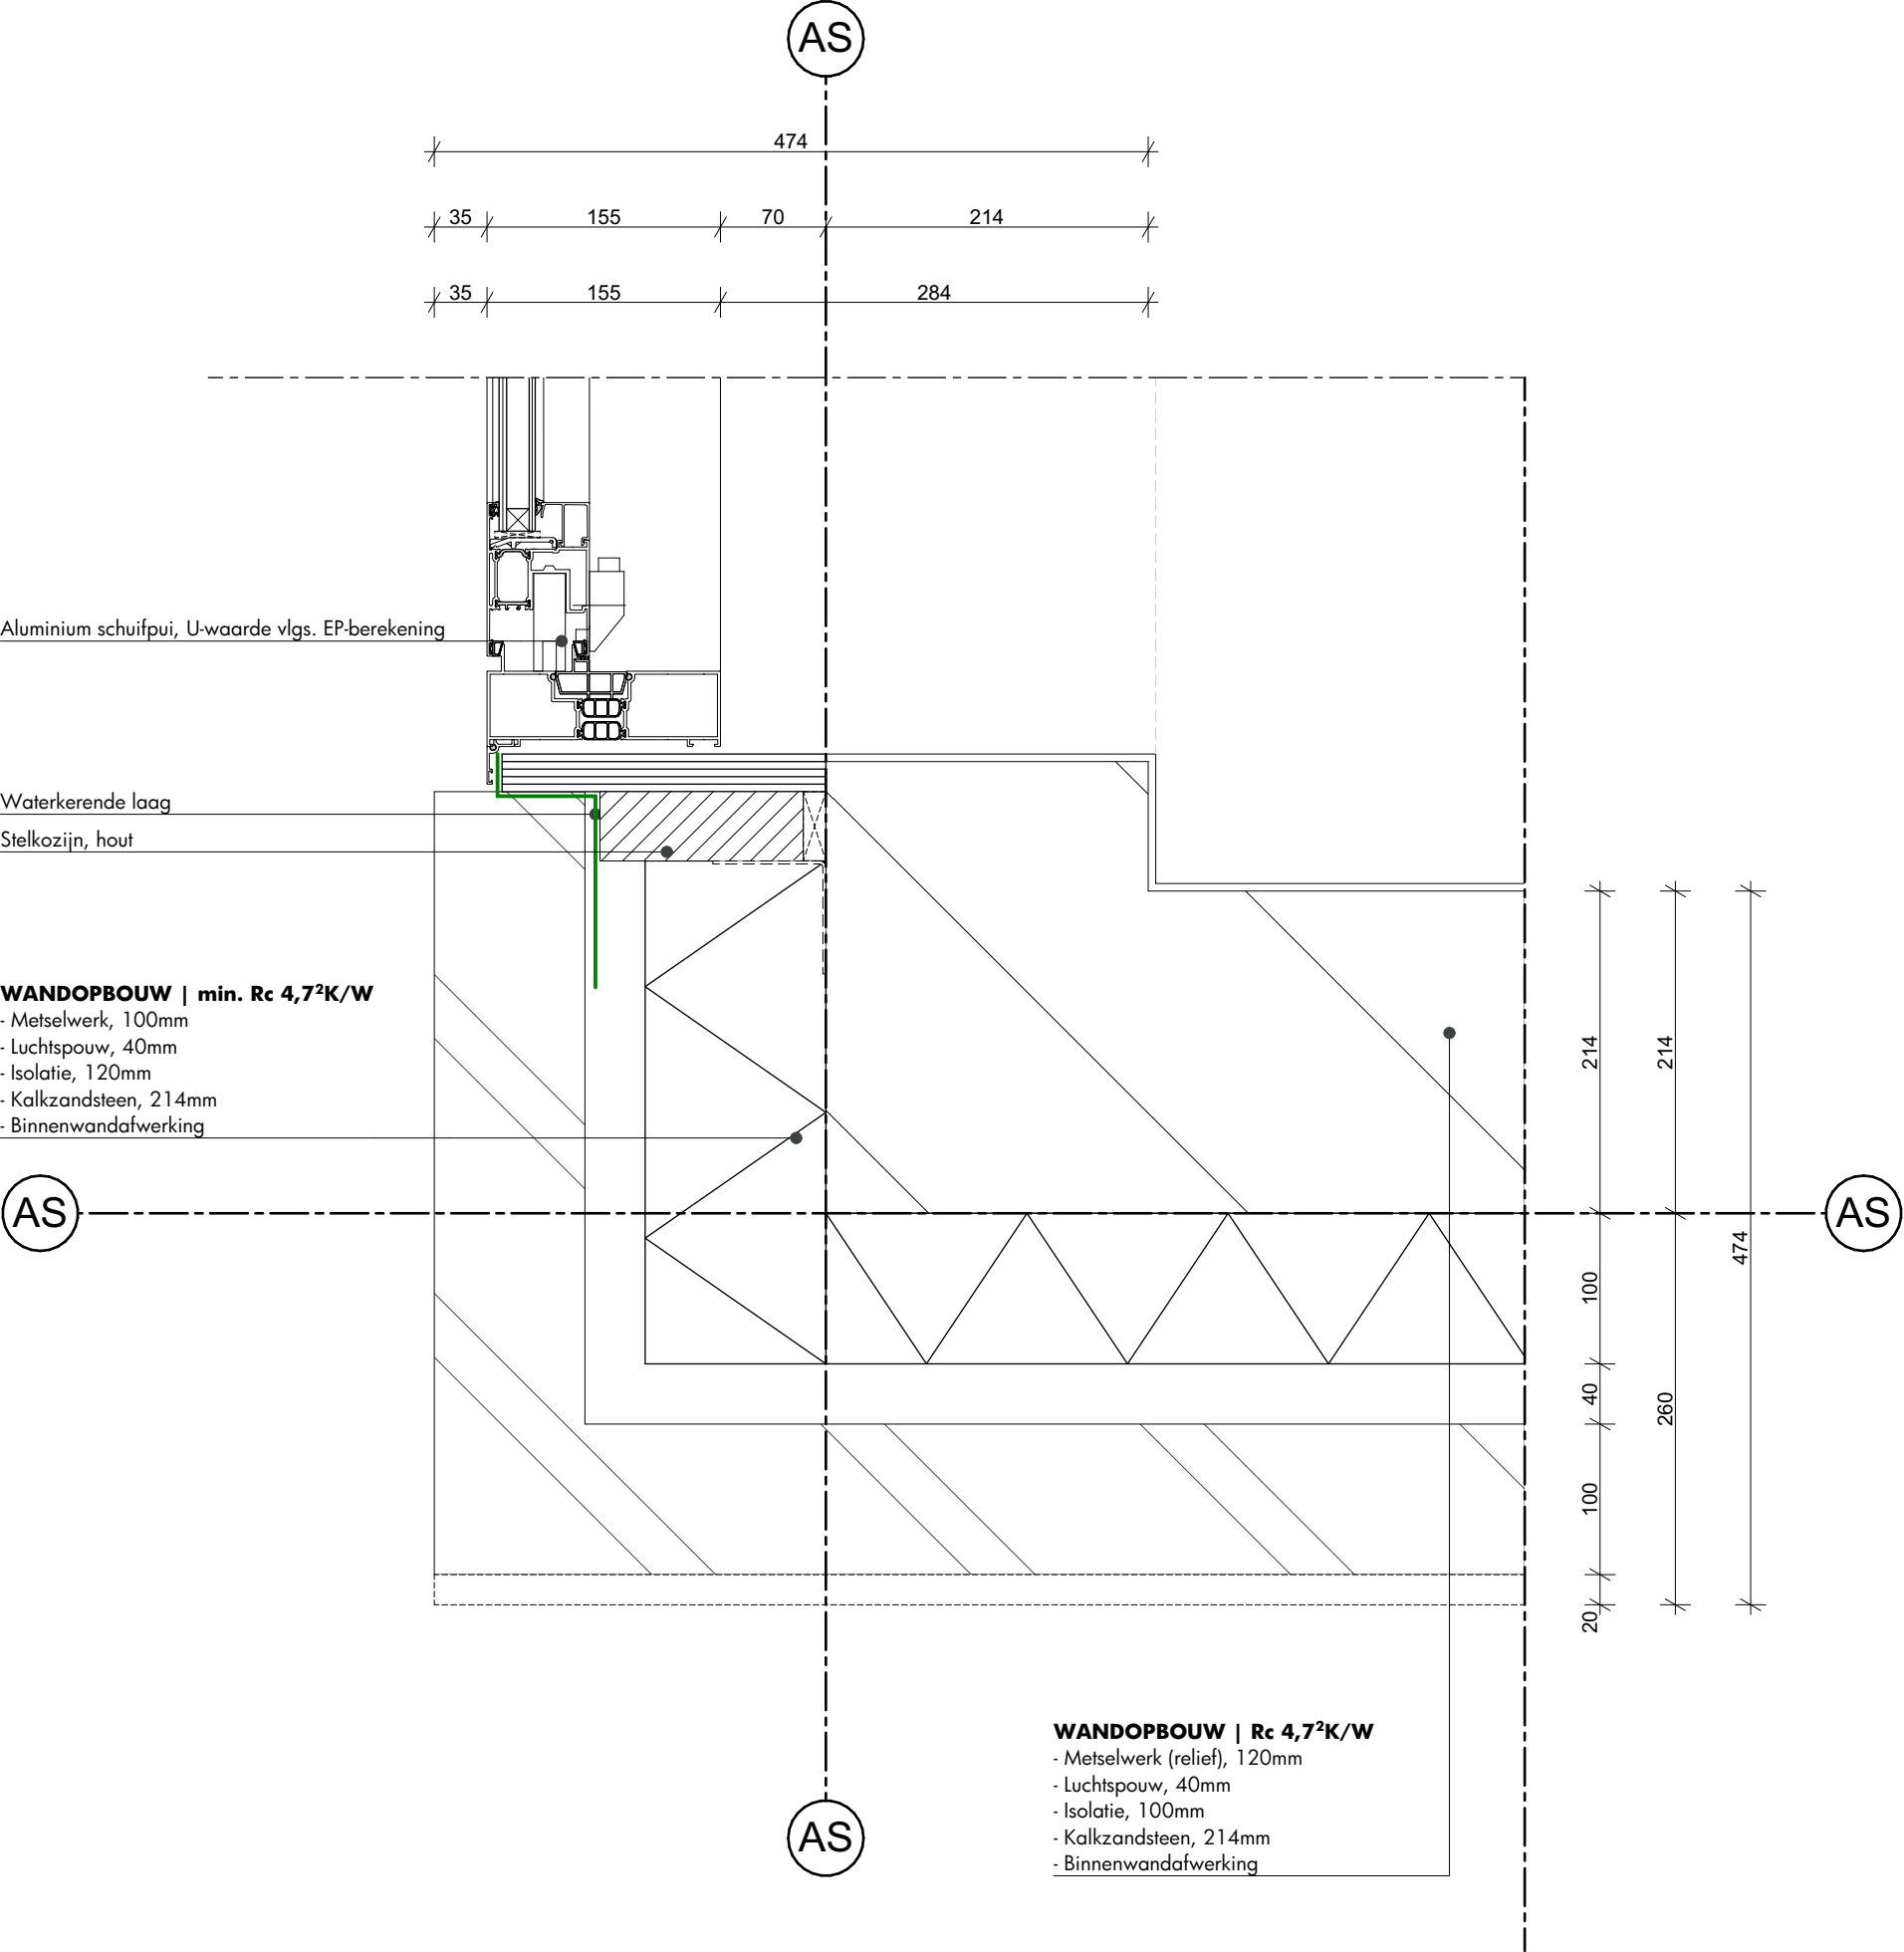 AS
474
35 155 70 214
35 155 284
Aluminium schuifpui, U-waarde vlgs. EP-berekening
Waterkerende laag
Stelkozijn, hout
WANDOPBOUW | min. Rc 4,7²K/W
- Metselwerk, 100mm
- Luchtspouw, 40mm
- Isolatie, 120mm
- Kalkzandsteen, 214mm
- Binnenwandafwerking
AS
AS
214
100
40
100
20
214
260
474
WANDOPBOUW | Rc 4,7²K/W
- Metselwerk (relief), 120mm
- Luchtspouw, 40mm
- Isolatie, 100mm
- Kalkzandsteen, 214mm
- Binnenwandafwerking
AS